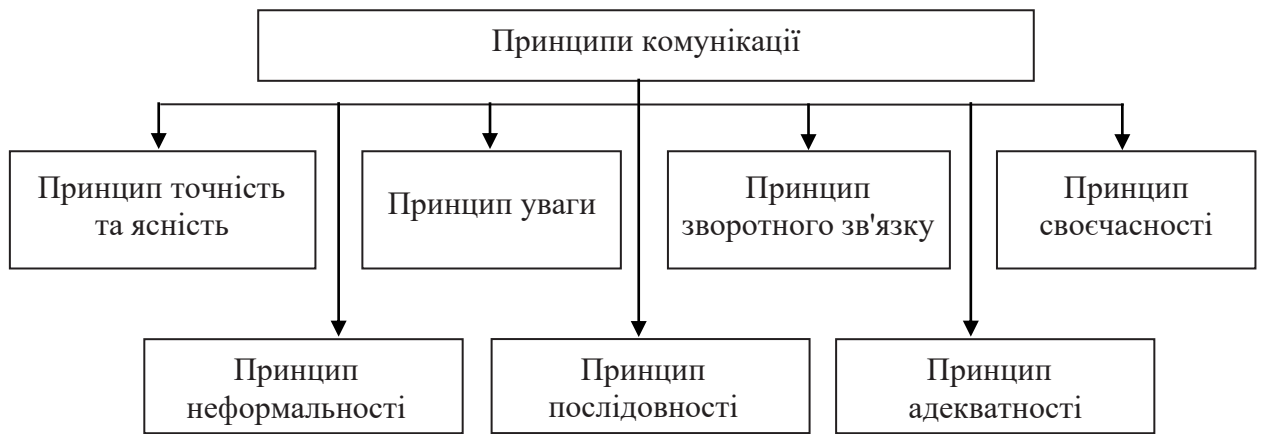 Принципи комунікації
Принцип точність
та ясність
Принцип уваги
Принцип
зворотного зв'язку
Принцип
своєчасності
Принцип
неформальності
Принцип
послідовності
Принцип
адекватності